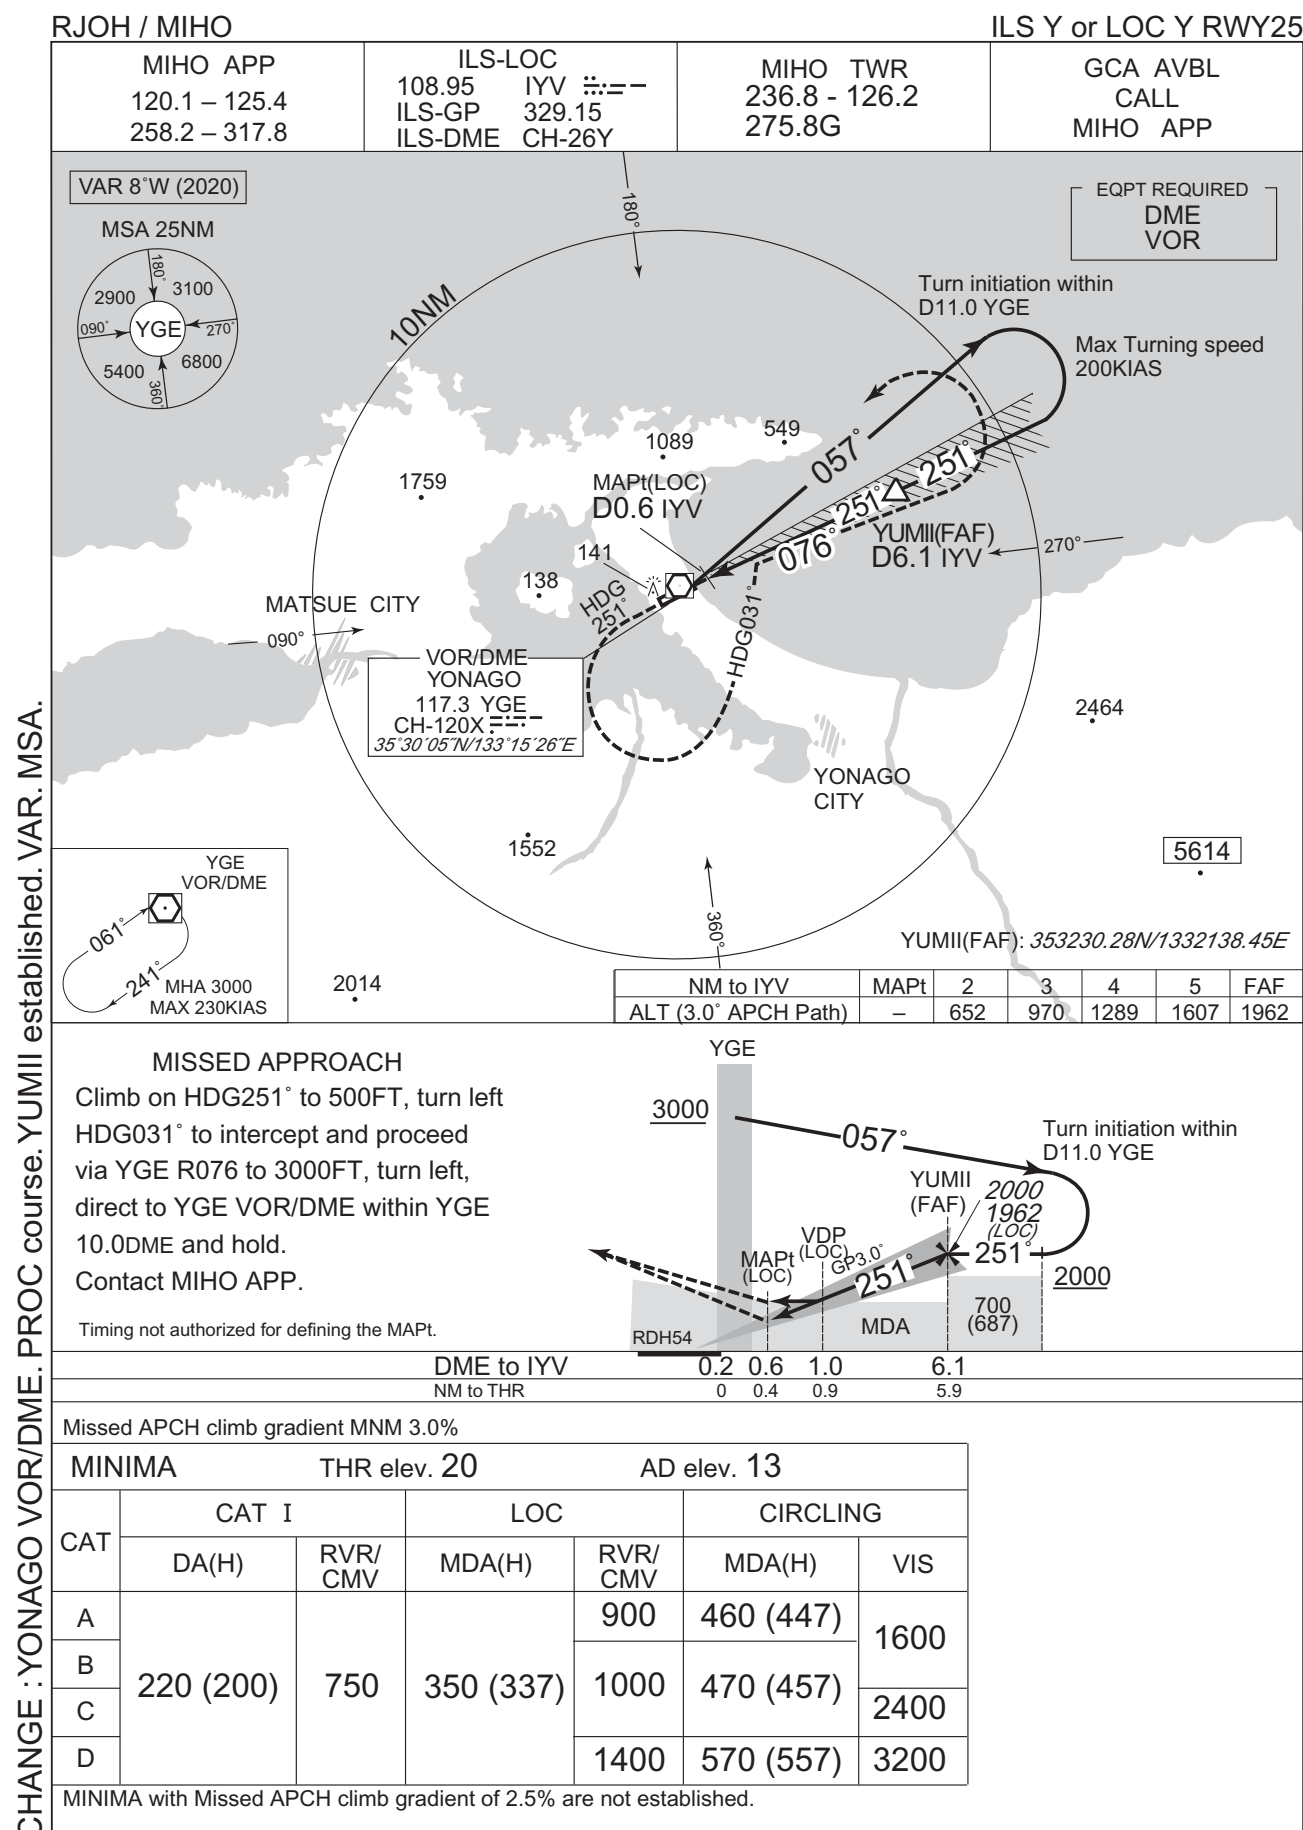 RJOH / MIHO
ILS Y or LOC Y RWY25
MIHO APP
120.1 – 125.4
258.2 – 317.8
ILS-LOC
108.95 IYV
ILS-GP 329.15
ILS-DME CH-26Y
MIHO TWR
236.8 - 126.2
275.8G
GCA AVBL
CALL
MIHO APP
VAR 8˚W (2020)
MSA 25NM
180˚
2900
3100
090˚
YGE
270˚
5400
6800
360˚
180°
EQPT REQUIRED
DME
VOR
Turn initiation within
D11.0 YGE
Max Turning speed
200KIAS
10NM
1089
549
057˚
1759
MAPt(LOC)
D0.6 IYV
251˚
251˚
076˚
YUMII(FAF)
D6.1 IYV
270°
141
138
HDG
251˚
HDG031˚
MATSUE CITY
090°
VOR/DME
YONAGO
117.3 YGE
CH-120X
35˚30´05˝N/133˚15´26˝E
2464
YONAGO
CITY
1552
5614
360°
YGE
VOR/DME
061˚
241˚
MHA 3000
MAX 230KIAS
2014
YUMII(FAF): 353230.28N/1332138.45E
NM to IYV MAPt 2 3 4 5 FAF
ALT (3.0˚ APCH Path) – 652 970 1289 1607 1962
MISSED APPROACH
Climb on HDG251˚ to 500FT, turn left
HDG031˚ to intercept and proceed
via YGE R076 to 3000FT, turn left,
direct to YGE VOR/DME within YGE
10.0DME and hold.
Contact MIHO APP.
Timing not authorized for defining the MAPt.
YGE
3000
057˚
Turn initiation within
D11.0 YGE
YUMII
(FAF)
2000
1962
(LOC)
VDP
(LOC)
MAPt
(LOC)
GP3.0˚
251˚
251˚
2000
700
(687)
MDA
RDH54
DME to IYV 0.2 0.6 1.0 6.1
NM to THR 0 0.4 0.9 5.9
Missed APCH climb gradient MNM 3.0%
MINIMA THR elev. 20 AD elev. 13
CAT
CAT I
LOC
CIRCLING
DA(H)
RVR/
CMV
MDA(H)
RVR/
CMV
MDA(H)
VIS
A
B
C
D
220 (200)
750
350 (337)
900
1000
1400
460 (447)
470 (457)
570 (557)
1600
2400
3200
MINIMA with Missed APCH climb gradient of 2.5% are not established.
CHANGE : YONAGO VOR/DME. PROC course. YUMII established. VAR. MSA.